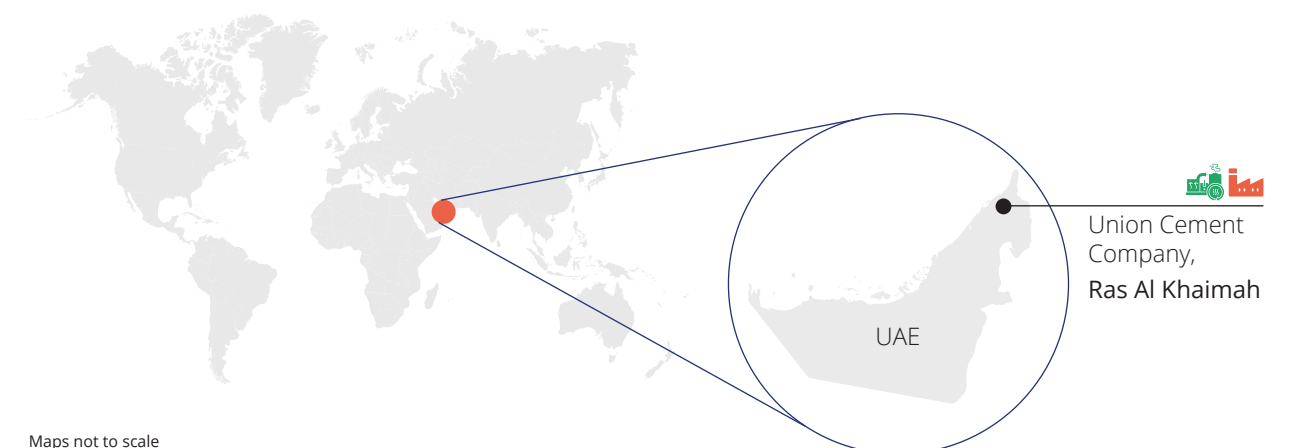 Union Cement
Company,
Ras Al Khaimah
UAE
Maps not to scale